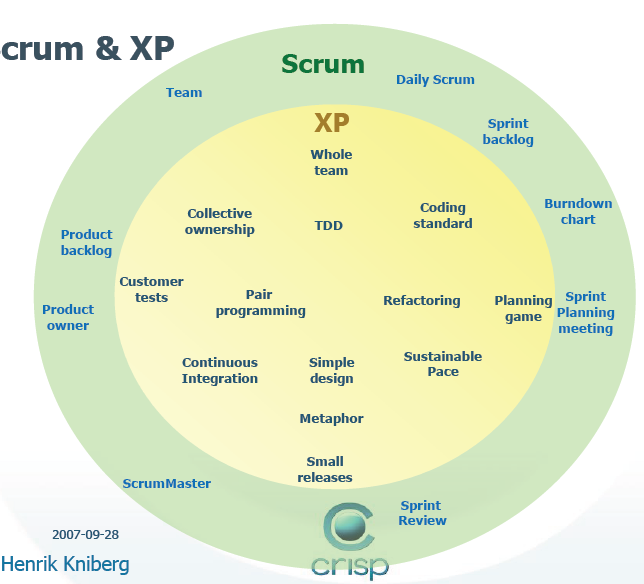 crum & XP
Scrum
Team
Daily Scrum
XP
Sprint
backlog
Whole
team
Collective
ownership
TDD
Coding
standard
Burndown
chart
Product
backlog
Customer
tests
Pair
programming
Refactoring
Planning
game
Sprint
Planning
meeting
Product
owner
Continuous
Integration
Simple
design
Sustainable
Pace
Metaphor
Small
releases
ScrumMaster
Sprint
Review
2007-09-28
Henrik Kniberg
crisp